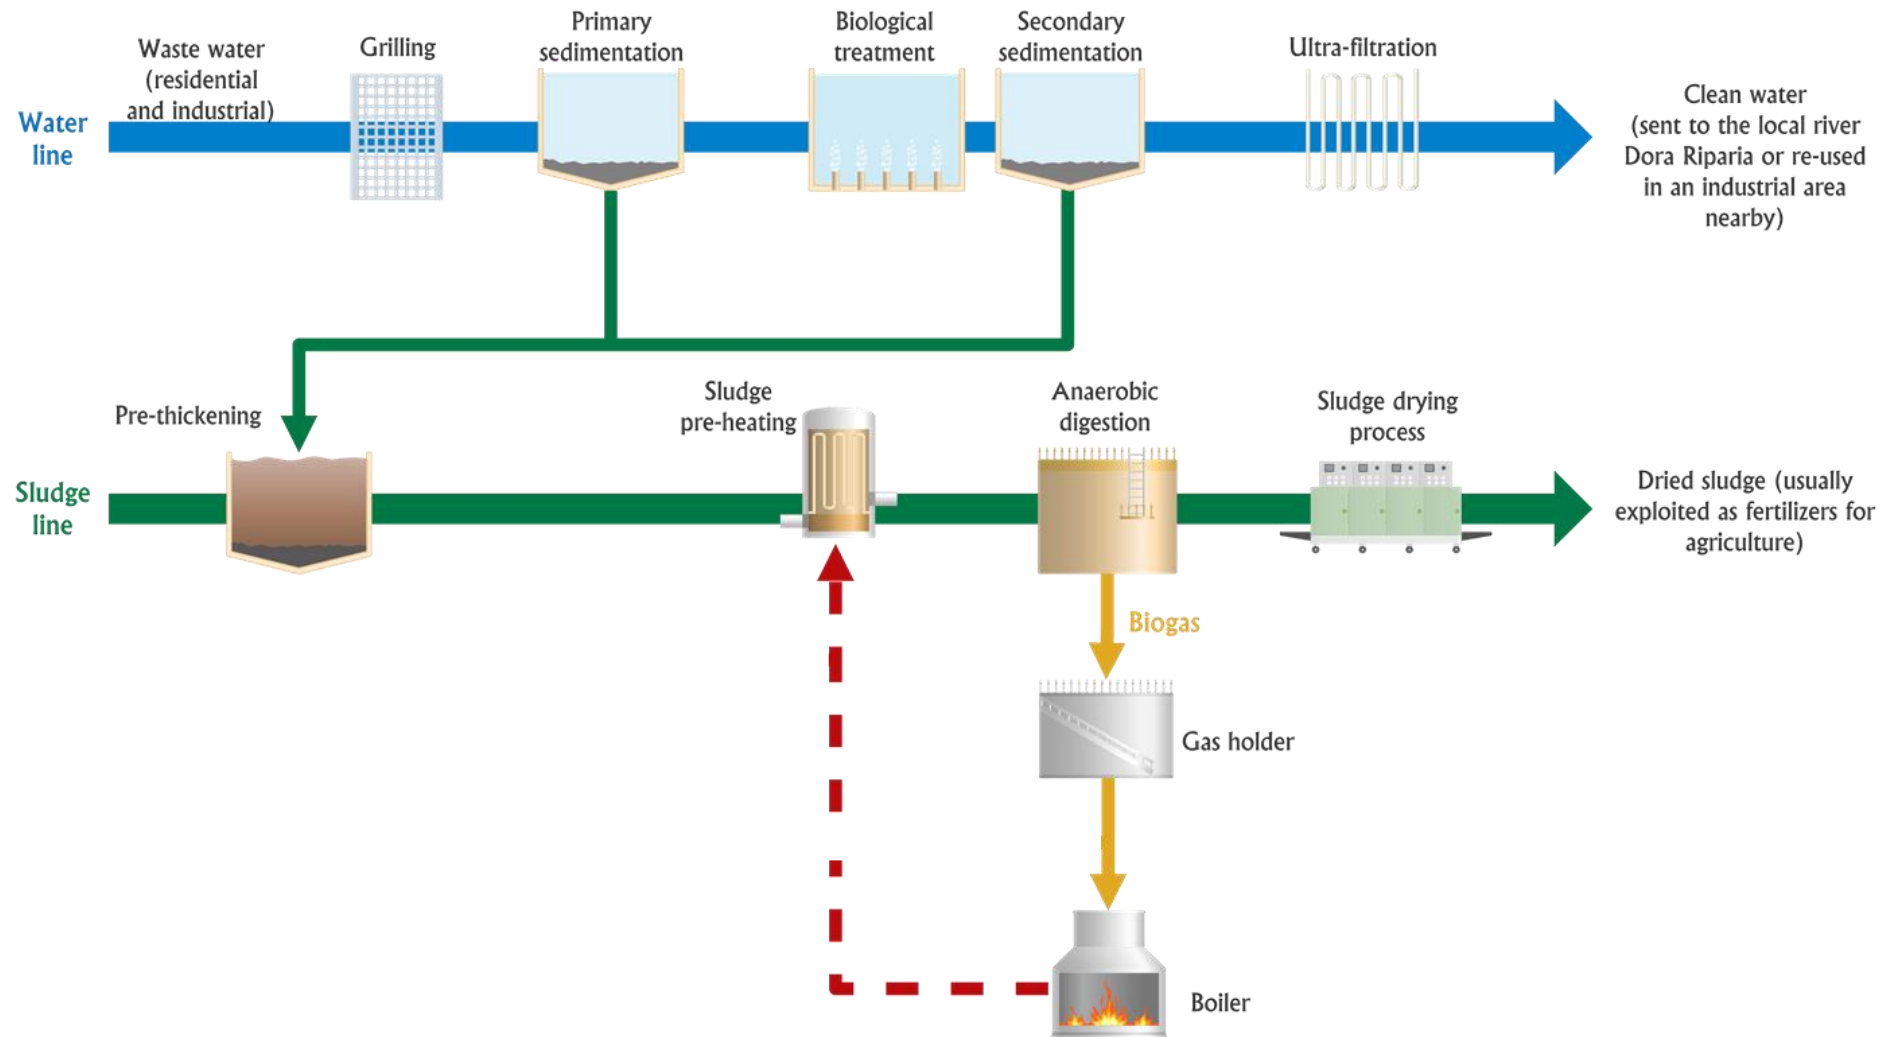 Water
line
Waste water
(residential
and industrial)
Grilling
Primary
sedimentation
Biological
treatment
Secondary
sedimentation
Ultra-filtration
Clean water
(sent to the local river
Dora Riparia or re-used
in an industrial area
nearby)
Sludge
line
Pre-thickening
Sludge
pre-heating
Anaerobic
digestion
Sludge drying
process
Dried sludge (usually
exploited as fertilizers for
agriculture)
Biogas
Gas holder
Boiler